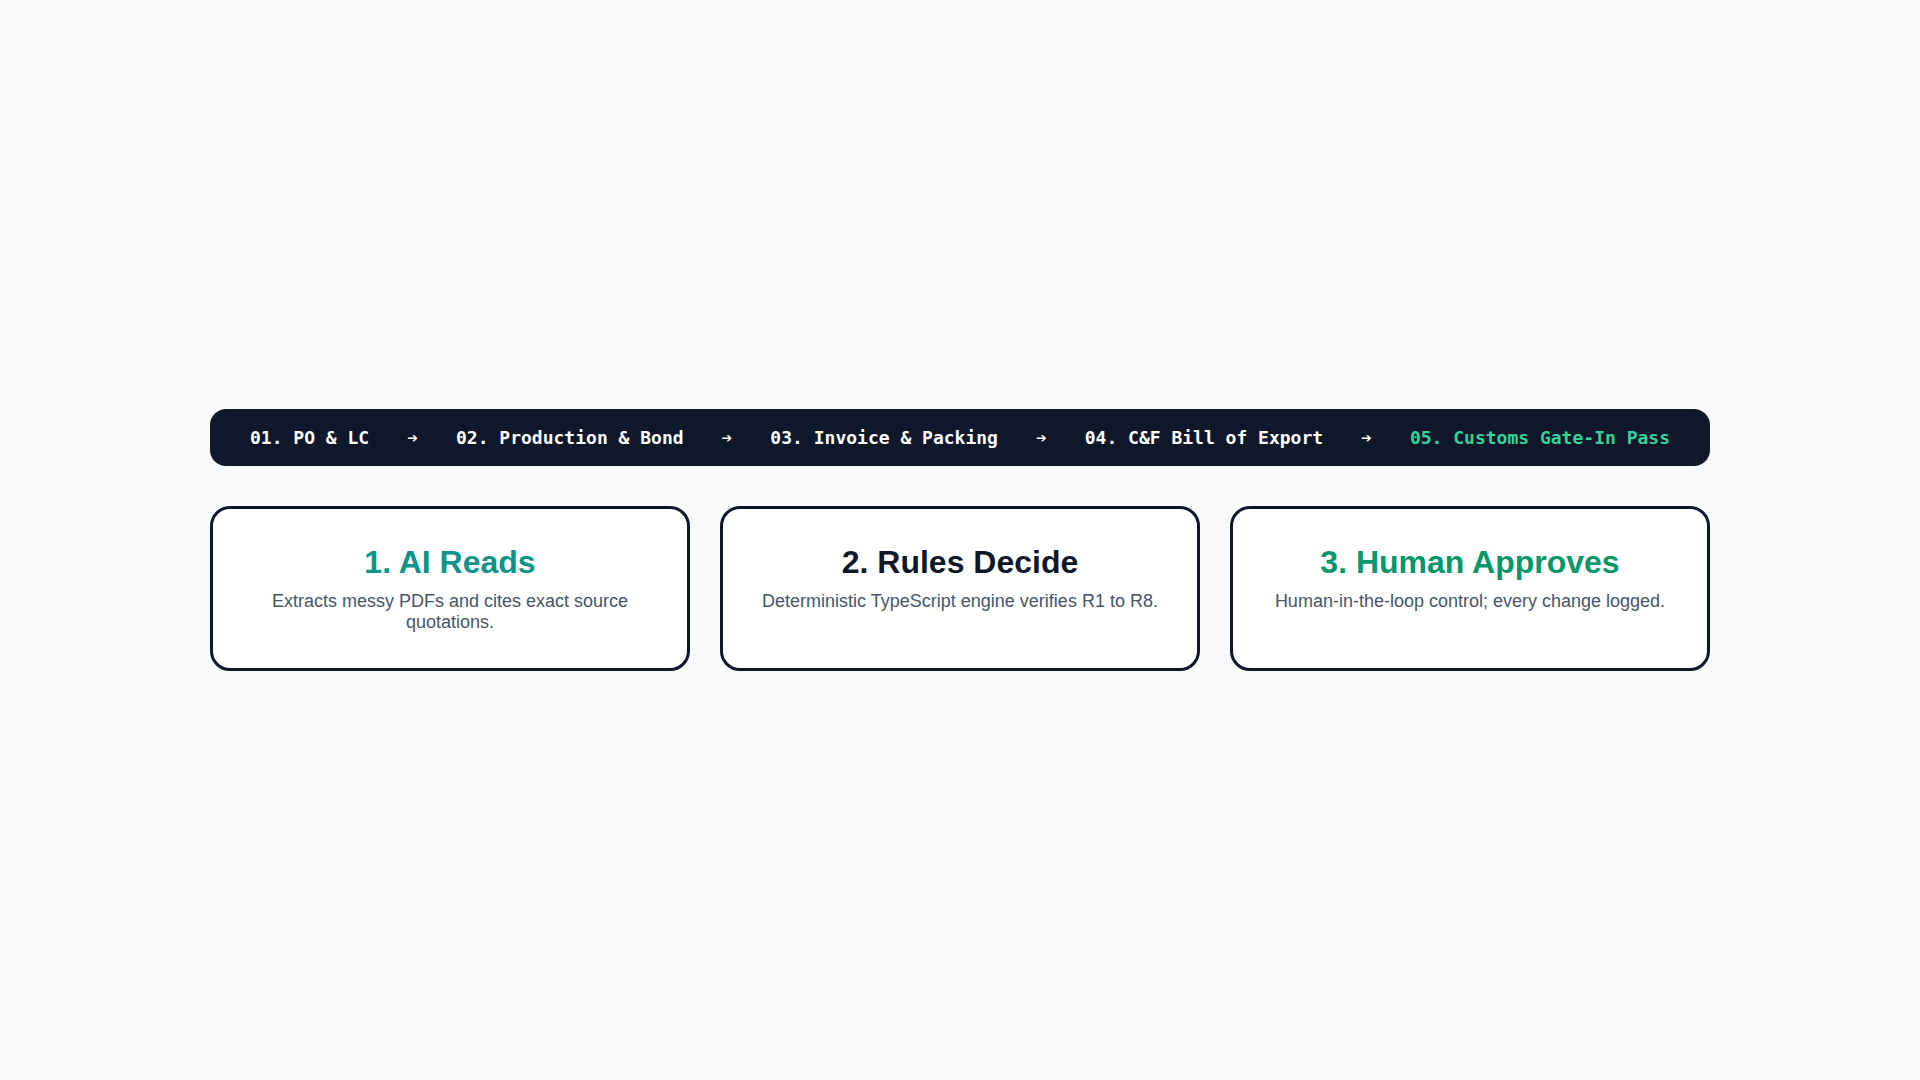 01. PO & LC ➔ 02. Production & Bond ➔ 03. Invoice & Packing ➔ 04. C&F Bill of Export ➔ 05. Customs Gate-In Pass
1. AI Reads
Extracts messy PDFs and cites exact source
quotations.
2. Rules Decide
Deterministic TypeScript engine verifies R1 to R8.
3. Human Approves
Human-in-the-loop control; every change logged.